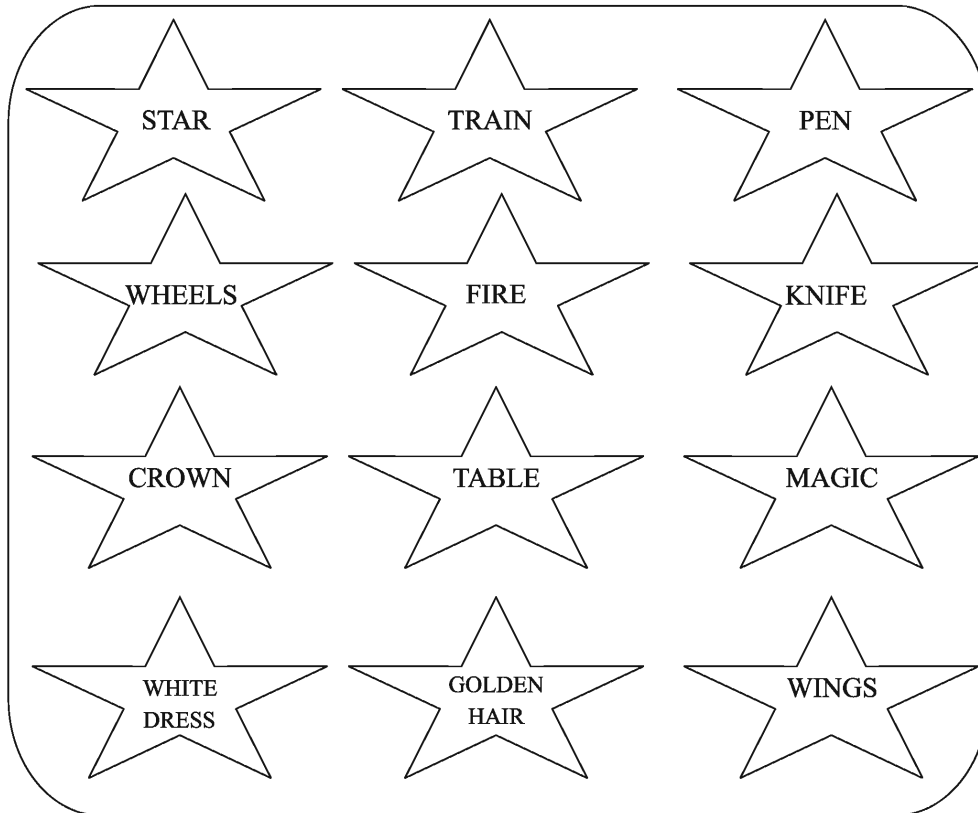 STAR
TRAIN
PEN
WHEELS
FIRE
KNIFE
CROWN
TABLE
MAGIC
WHITE
DRESS
GOLDEN
HAIR
WINGS